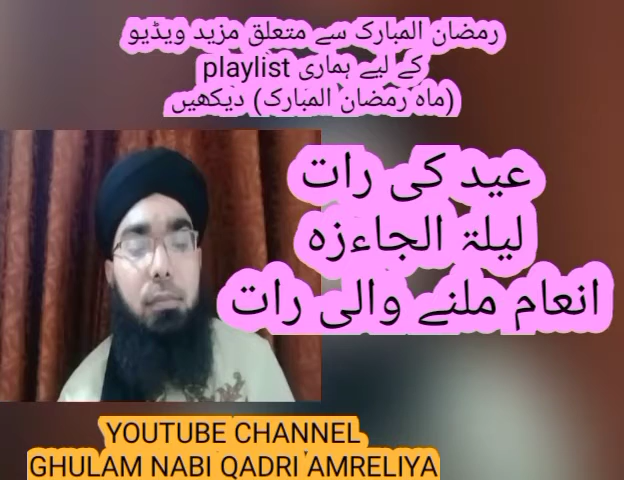 رمضان المبارک سے متعلق مزید ویڈیو
کے لیے ہماری playlist
(ماہ رمضان المبارک) دیکھیں
عید کی رات
لیلۃ الجاءزہ
انعام ملنے والی رات
YOUTUBE CHANNEL
GHULAM NABI QADRI AMRELIYA